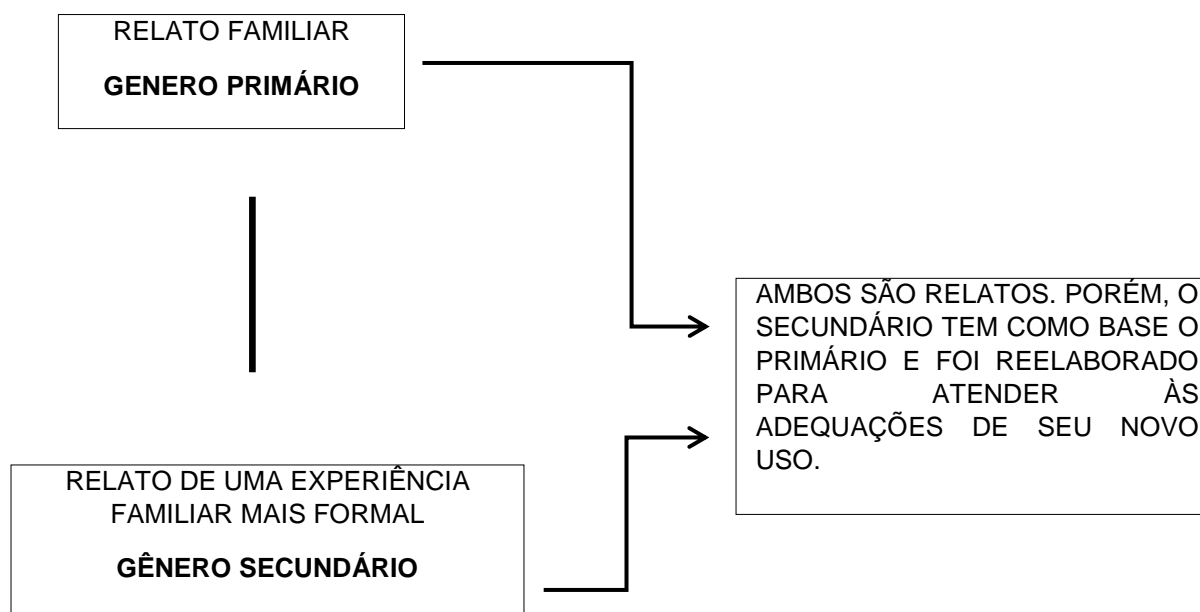 RELATO FAMILIAR
GENERO PRIMÁRIO
AMBOS SÃO RELATOS. PORÉM, O
SECUNDÁRIO TEM COMO BASE O
PRIMÁRIO E FOI REELABORADO
PARA ATENDER ÀS
ADEQUAÇÕES DE SEU NOVO
USO.
RELATO DE UMA EXPERIÊNCIA
FAMILIAR MAIS FORMAL
GÊNERO SECUNDÁRIO